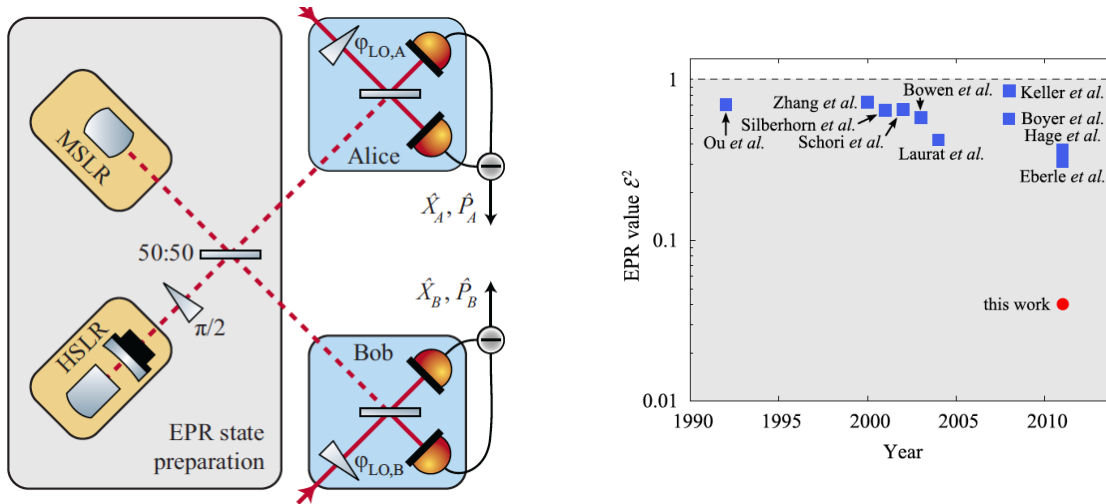 MSLR
50:50
π/2
HSLR
EPR state
preparation
φLO,A
Alice
X̂A, P̂A
X̂B, P̂B
Bob
φLO,B
EPR value ℰ²
1
0.1
0.01
Ou et al.
Zhang et al.
Silberhorn et al.
Schori et al.
Bowen et al.
Laurat et al.
Keller et al.
Boyer et al.
Hage et al.
Eberle et al.
this work
1990
1995
2000
2005
2010
Year